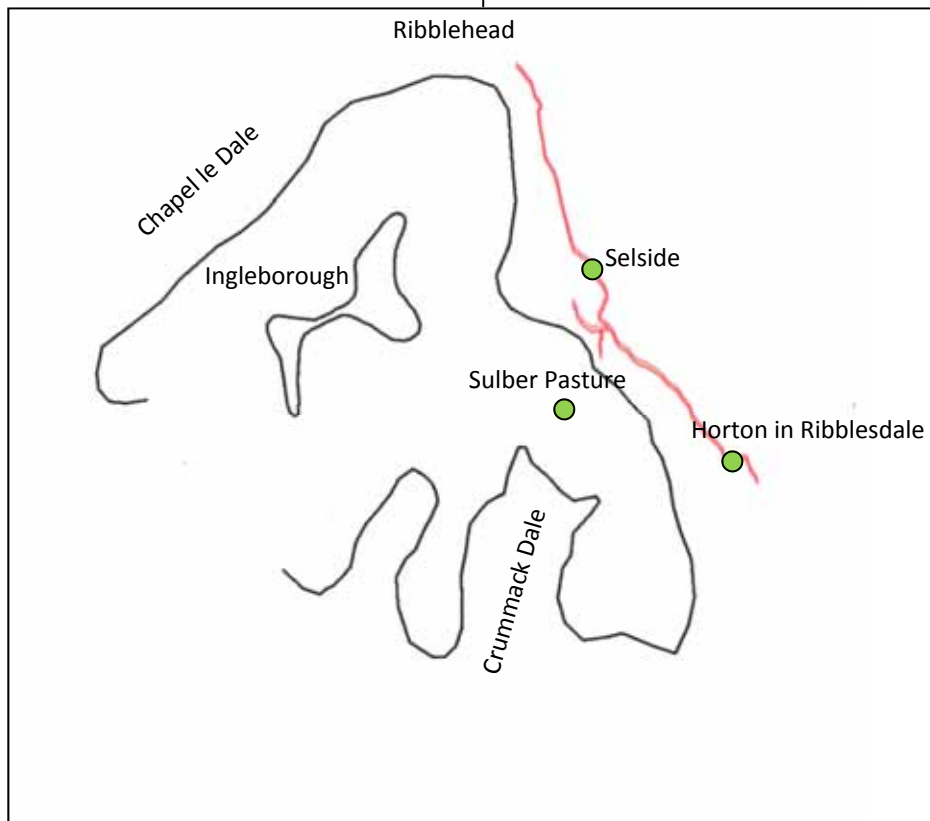 Ribblehead
Chapel le Dale
Selside
Ingleborough
Sulber Pasture
Horton in Ribblesdale
Crummack Dale